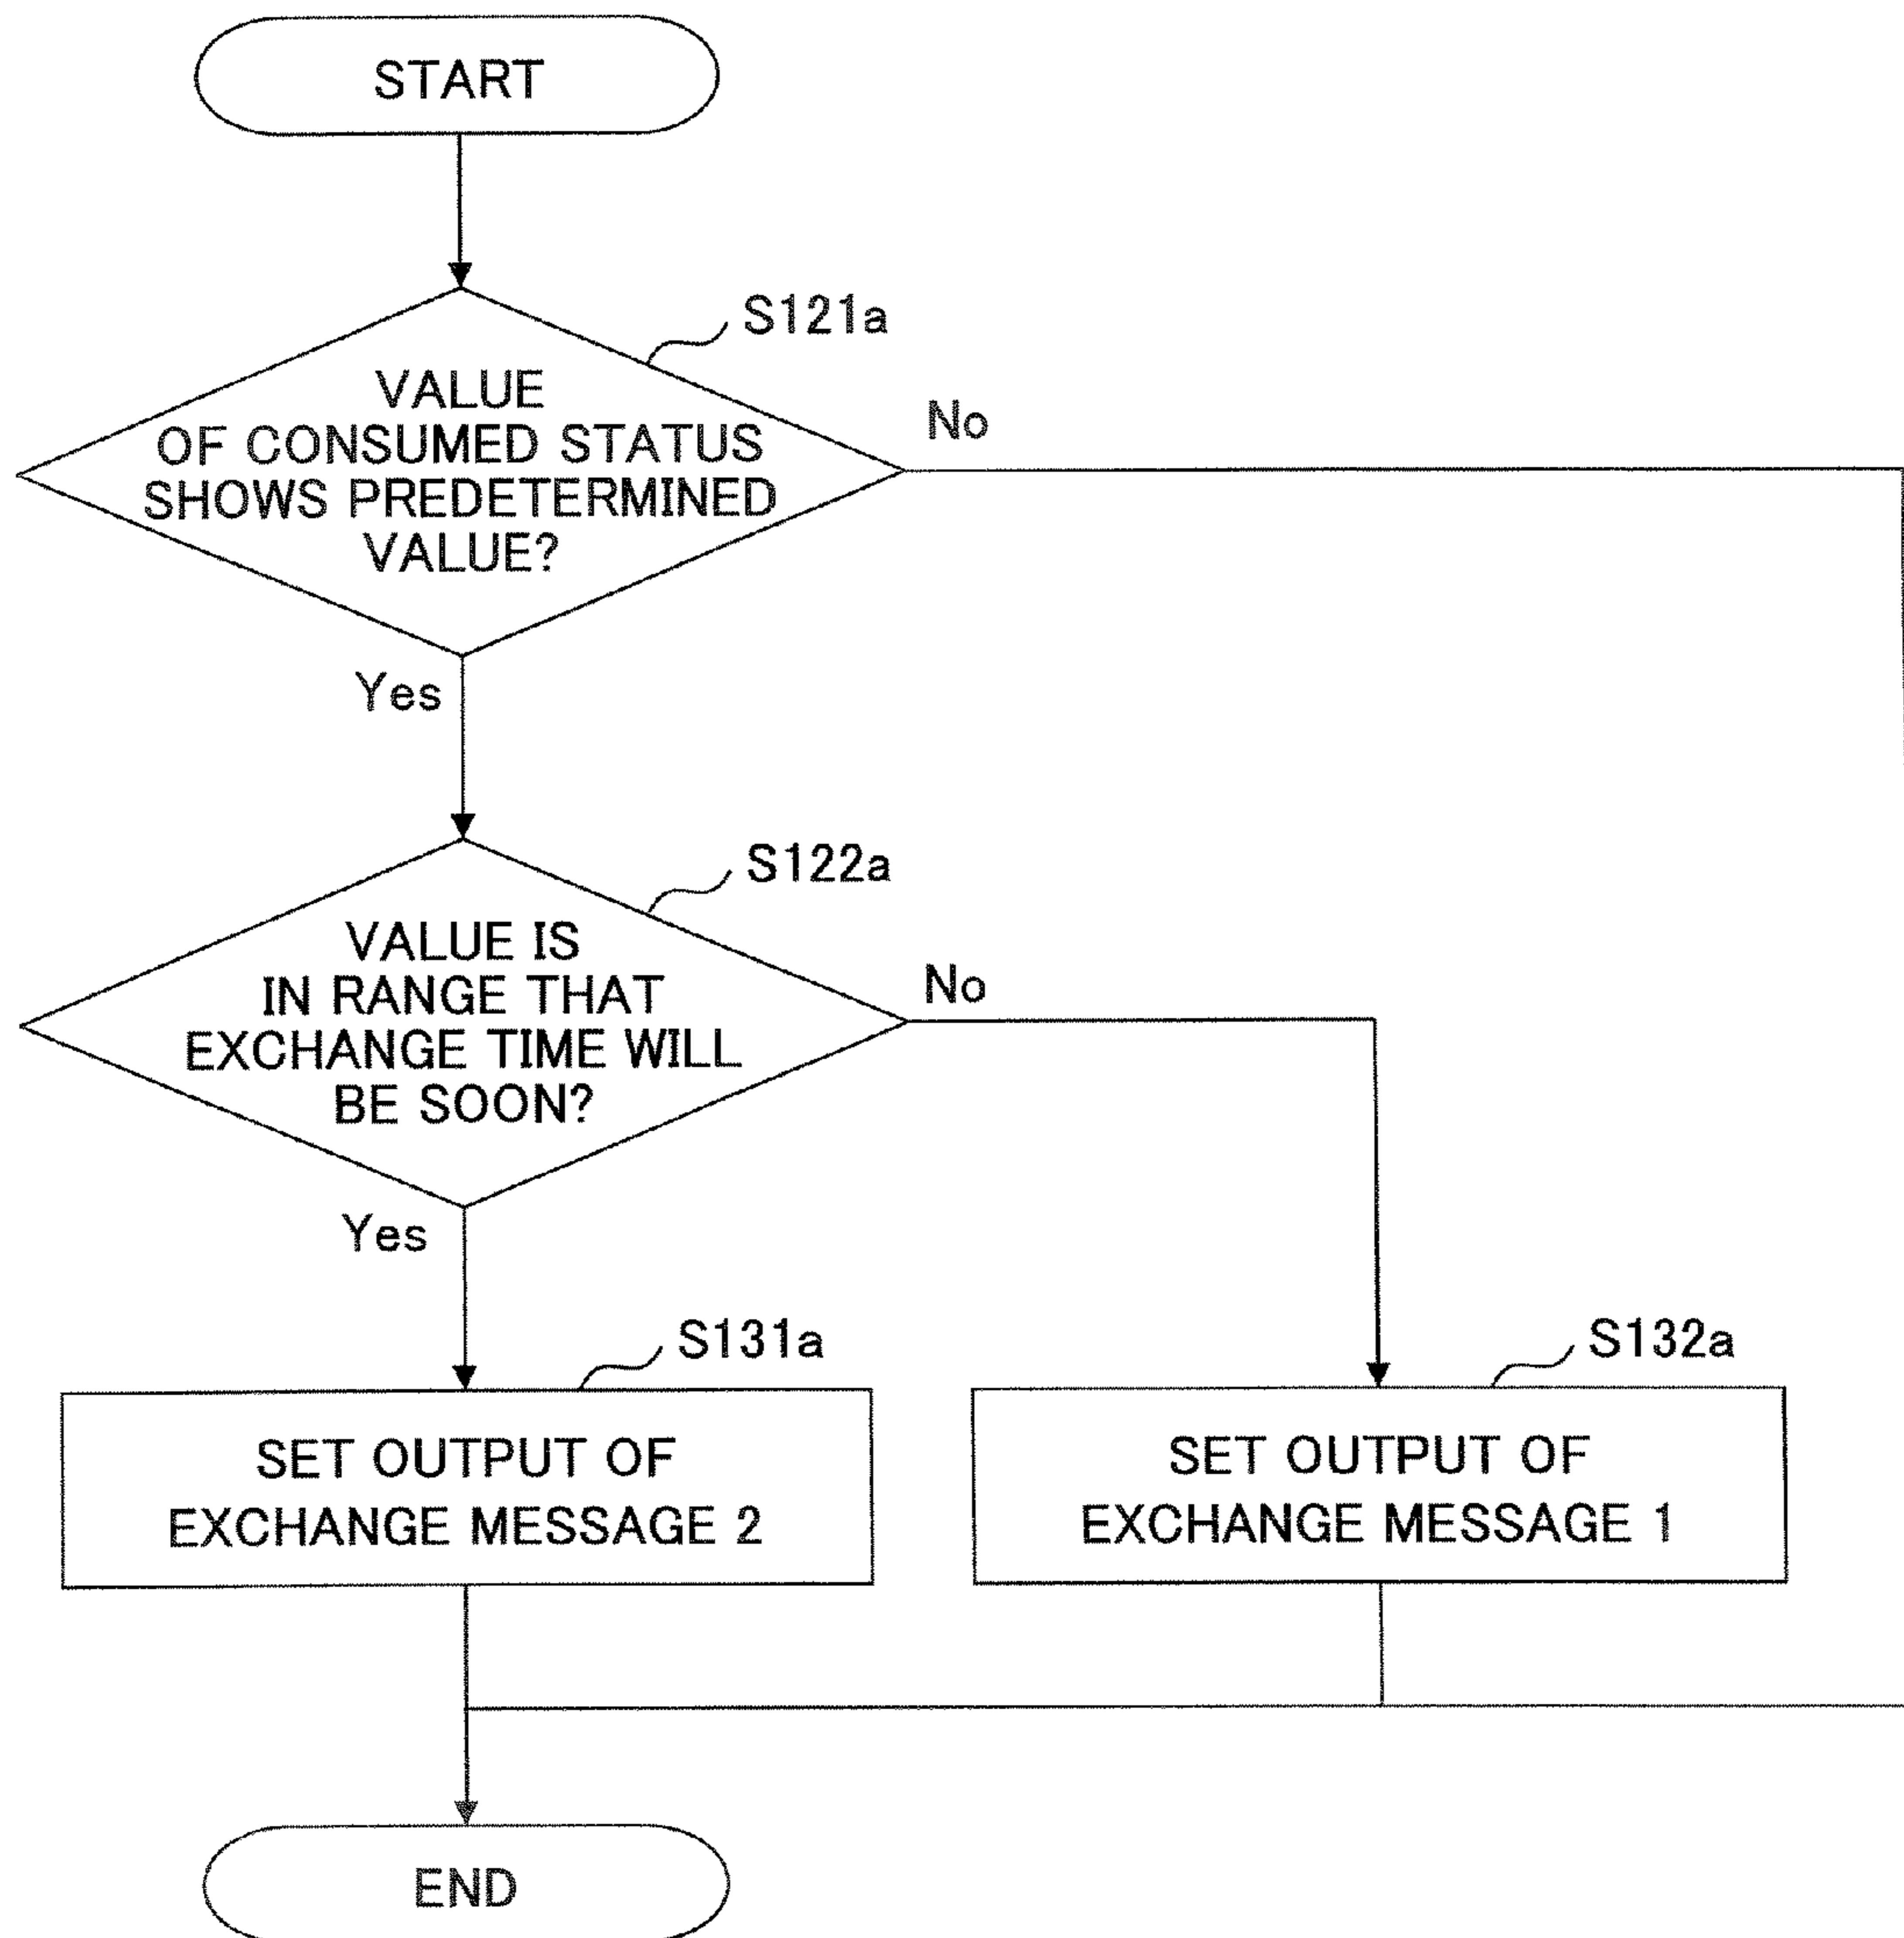 START
S121a
VALUE
OF CONSUMED STATUS
SHOWS PREDETERMINED
VALUE?
No
Yes
S122a
VALUE IS
IN RANGE THAT
EXCHANGE TIME WILL
BE SOON?
No
Yes
S131a
SET OUTPUT OF
EXCHANGE MESSAGE 2
S132a
SET OUTPUT OF
EXCHANGE MESSAGE 1
END